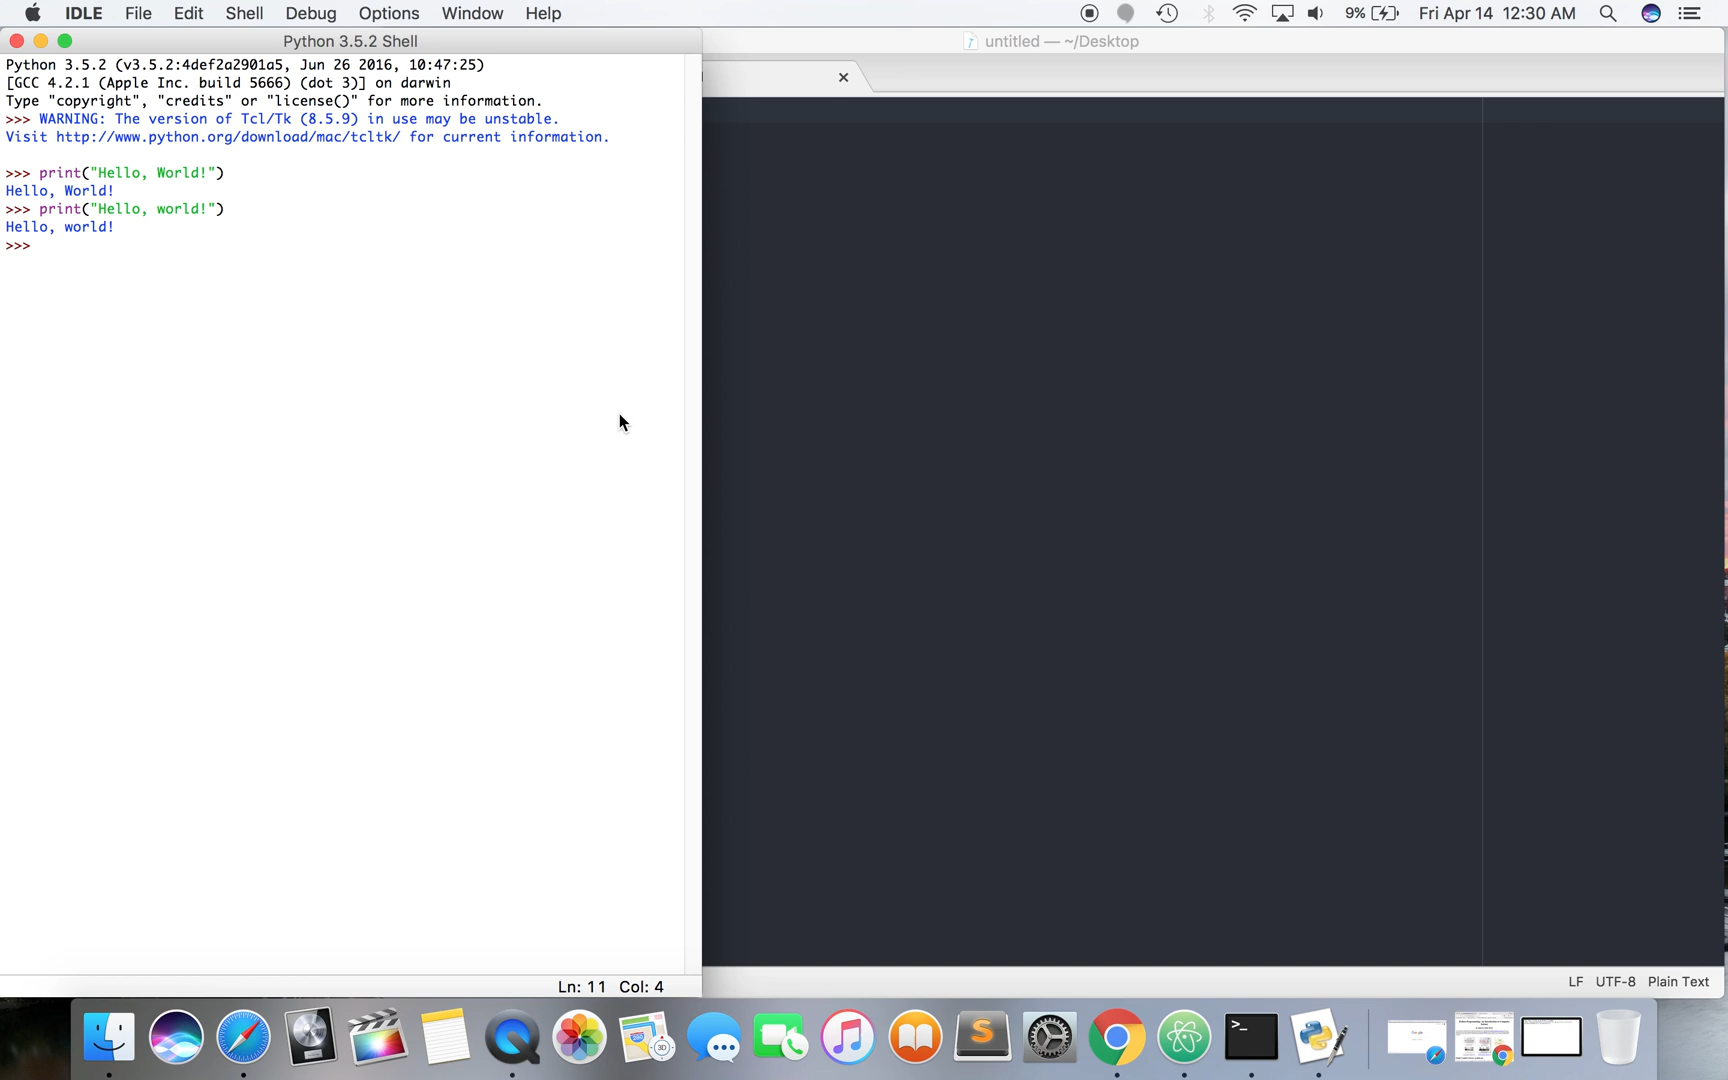 IDLE File Edit Shell Debug Options Window Help 9% Fri Apr 14 12:30 AM
Python 3.5.2 Shell
Python 3.5.2 (v3.5.2:4def2a2901a5, Jun 26 2016, 10:47:25)
[GCC 4.2.1 (Apple Inc. build 5666) (dot 3)] on darwin
Type "copyright", "credits" or "license()" for more information.
>>> WARNING: The version of Tcl/Tk (8.5.9) in use may be unstable.
Visit http://www.python.org/download/mac/tcltk/ for current information.
>>> print("Hello, World!")
Hello, World!
>>> print("Hello, world!")
Hello, world!
>>>
Ln: 11 Col: 4
untitled — ~/Desktop
LF UTF-8 Plain Text